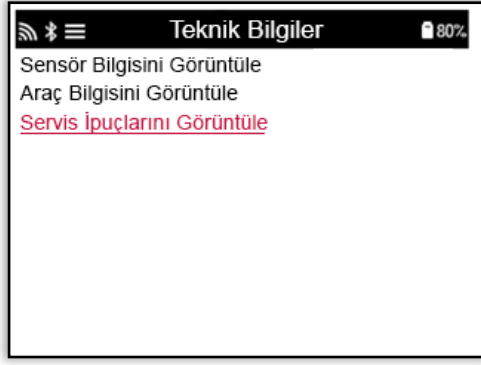 Teknik Bilgiler 80%
Sensör Bilgisini Görüntüle
Araç Bilgisini Görüntüle
Servis İpuçlarını Görüntüle